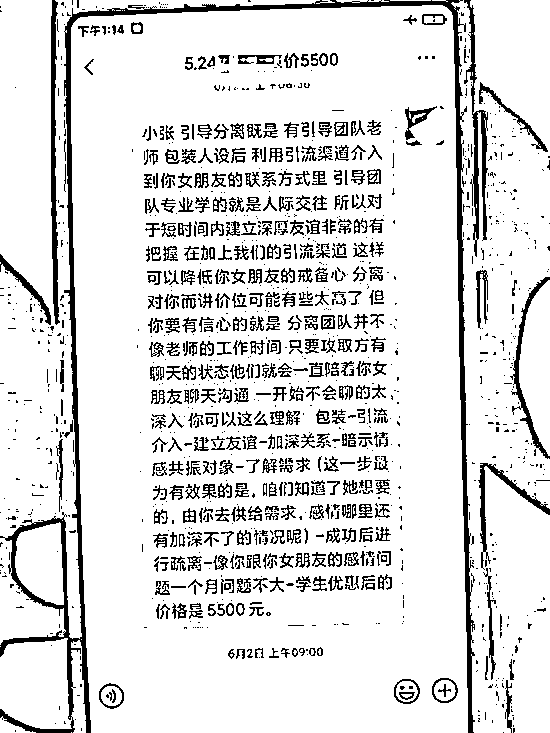 下午1:14
5.24 价5500
小张 引导分离既是 有引导团队老
师 包装人设后 利用引流渠道介入
到你女朋友的联系方式里 引导团
队专业学的就是人际交往 所以对
于短时间内建立深厚友谊非常的有
把握 在加上我们的引流渠道 这样
可以降低你女朋友的戒备心 分离
对你而讲价位可能有些太高了 但
你要有信心的就是 分离团队并不
像老师的工作时间 只要攻取方有
聊天的状态他们就会一直陪着你女
朋友聊天沟通 一开始不会聊的太
深入 你可以这么理解 包装-引流
介入-建立友谊-加深关系-暗示情
感共振对象-了解需求（这一步最
为有效果的是，咱们知道了她想要
的，由你去供给需求，感情哪里还
有加深不了的情况呢）-成功后进
行疏离-像你跟你女朋友的感情问
题一个月问题不大-学生优惠后的
价格是5500元。
6月2日 上午09:00